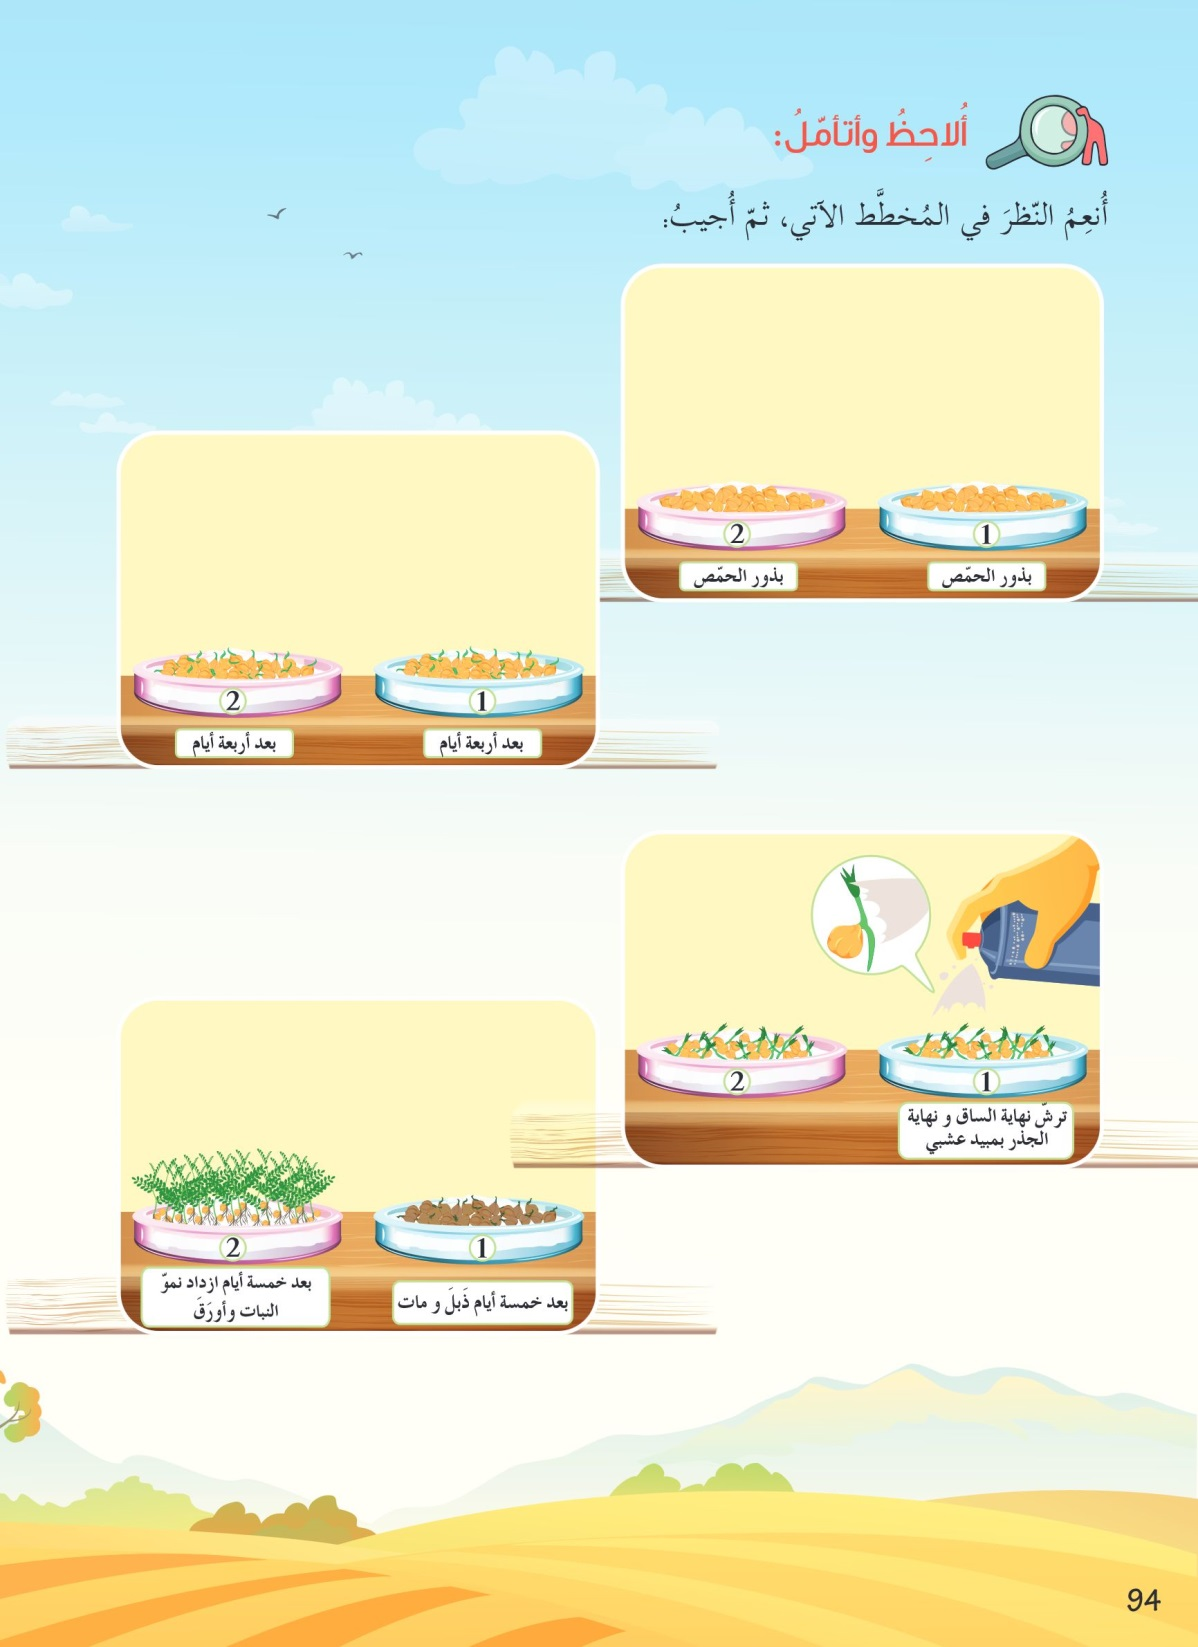 أُلاحِظُ وأتأمّلُ:
أُنعِمُ النّظرَ في المُخطَّط الآتي، ثمّ أُجيبُ:
1
2
بذور الحمّص
بذور الحمّص
1
2
بعد أربعة أيام
بعد أربعة أيام
1
2
ترشّ نهاية الساق و نهاية
الجذر بمبيد عشبي
1
2
بعد خمسة أيام ذَبلَ و مات
بعد خمسة أيام ازداد نموّ
النبات وأورَقَ
94